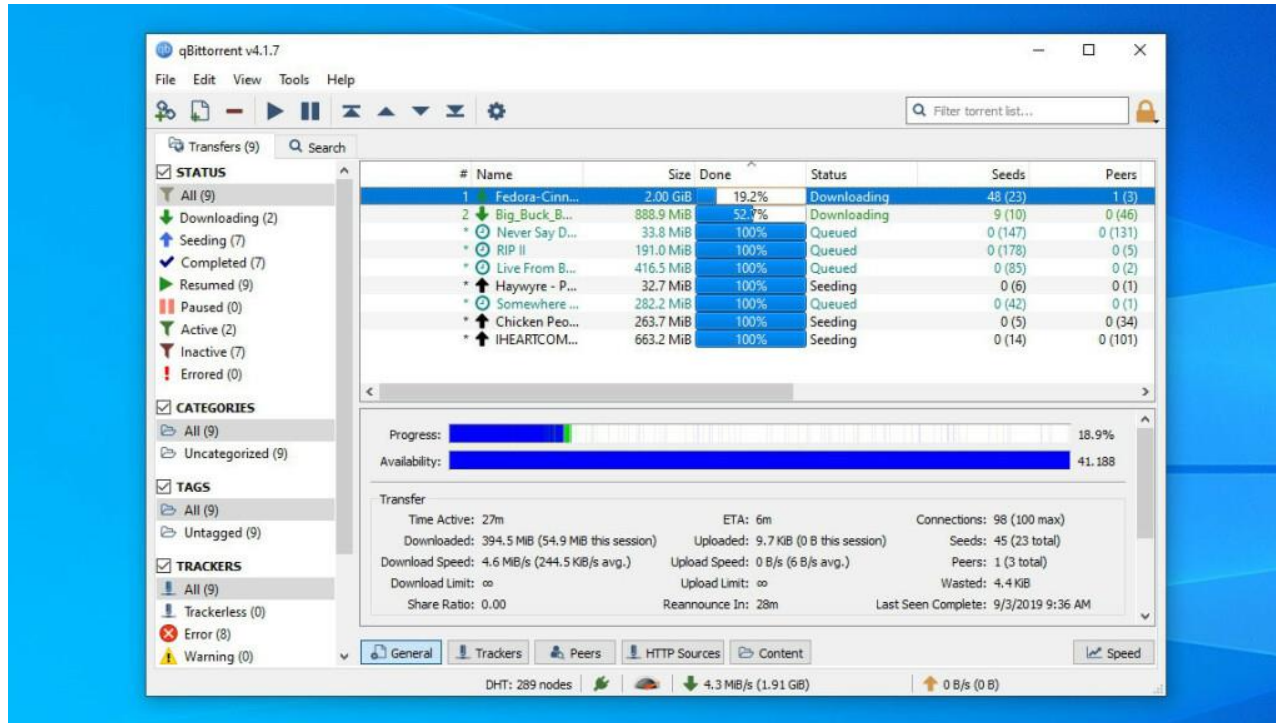 qBittorrent v4.1.7
File Edit View Tools Help
Filter torrent list...
Transfers (9) Search
STATUS
All (9)
Downloading (2)
Seeding (7)
Completed (7)
Resumed (9)
Paused (0)
Active (2)
Inactive (7)
Errored (0)
CATEGORIES
All (9)
Uncategorized (9)
TAGS
All (9)
Untagged (9)
TRACKERS
All (9)
Trackerless (0)
Error (8)
Warning (0)
# Name Size Done Status Seeds Peers
1 Fedora-Cinn... 2.00 GiB 19.2% Downloading 48 (23) 1 (3)
2 Big_Buck_B... 888.9 MiB 52.7% Downloading 9 (10) 0 (46)
* Never Say D... 33.8 MiB 100% Queued 0 (147) 0 (131)
* RIP II 191.0 MiB 100% Queued 0 (178) 0 (5)
* Live From B... 416.5 MiB 100% Queued 0 (85) 0 (2)
* Haywyre - P... 32.7 MiB 100% Seeding 0 (6) 0 (1)
* Somewhere ... 282.2 MiB 100% Queued 0 (42) 0 (1)
* Chicken Peo... 263.7 MiB 100% Seeding 0 (5) 0 (34)
* IHEARTCOM... 663.2 MiB 100% Seeding 0 (14) 0 (101)
Progress: 18.9%
Availability: 41.188
Transfer
Time Active: 27m ETA: 6m Connections: 98 (100 max)
Downloaded: 394.5 MiB (54.9 MiB this session) Uploaded: 9.7 KiB (0 B this session) Seeds: 45 (23 total)
Download Speed: 4.6 MiB/s (244.5 KiB/s avg.) Upload Speed: 0 B/s (6 B/s avg.) Peers: 1 (3 total)
Download Limit: ∞ Upload Limit: ∞ Wasted: 4.4 KiB
Share Ratio: 0.00 Reannounce In: 28m Last Seen Complete: 9/3/2019 9:36 AM
General Trackers Peers HTTP Sources Content Speed
DHT: 289 nodes 4.3 MiB/s (1.91 GiB) 0 B/s (0 B)